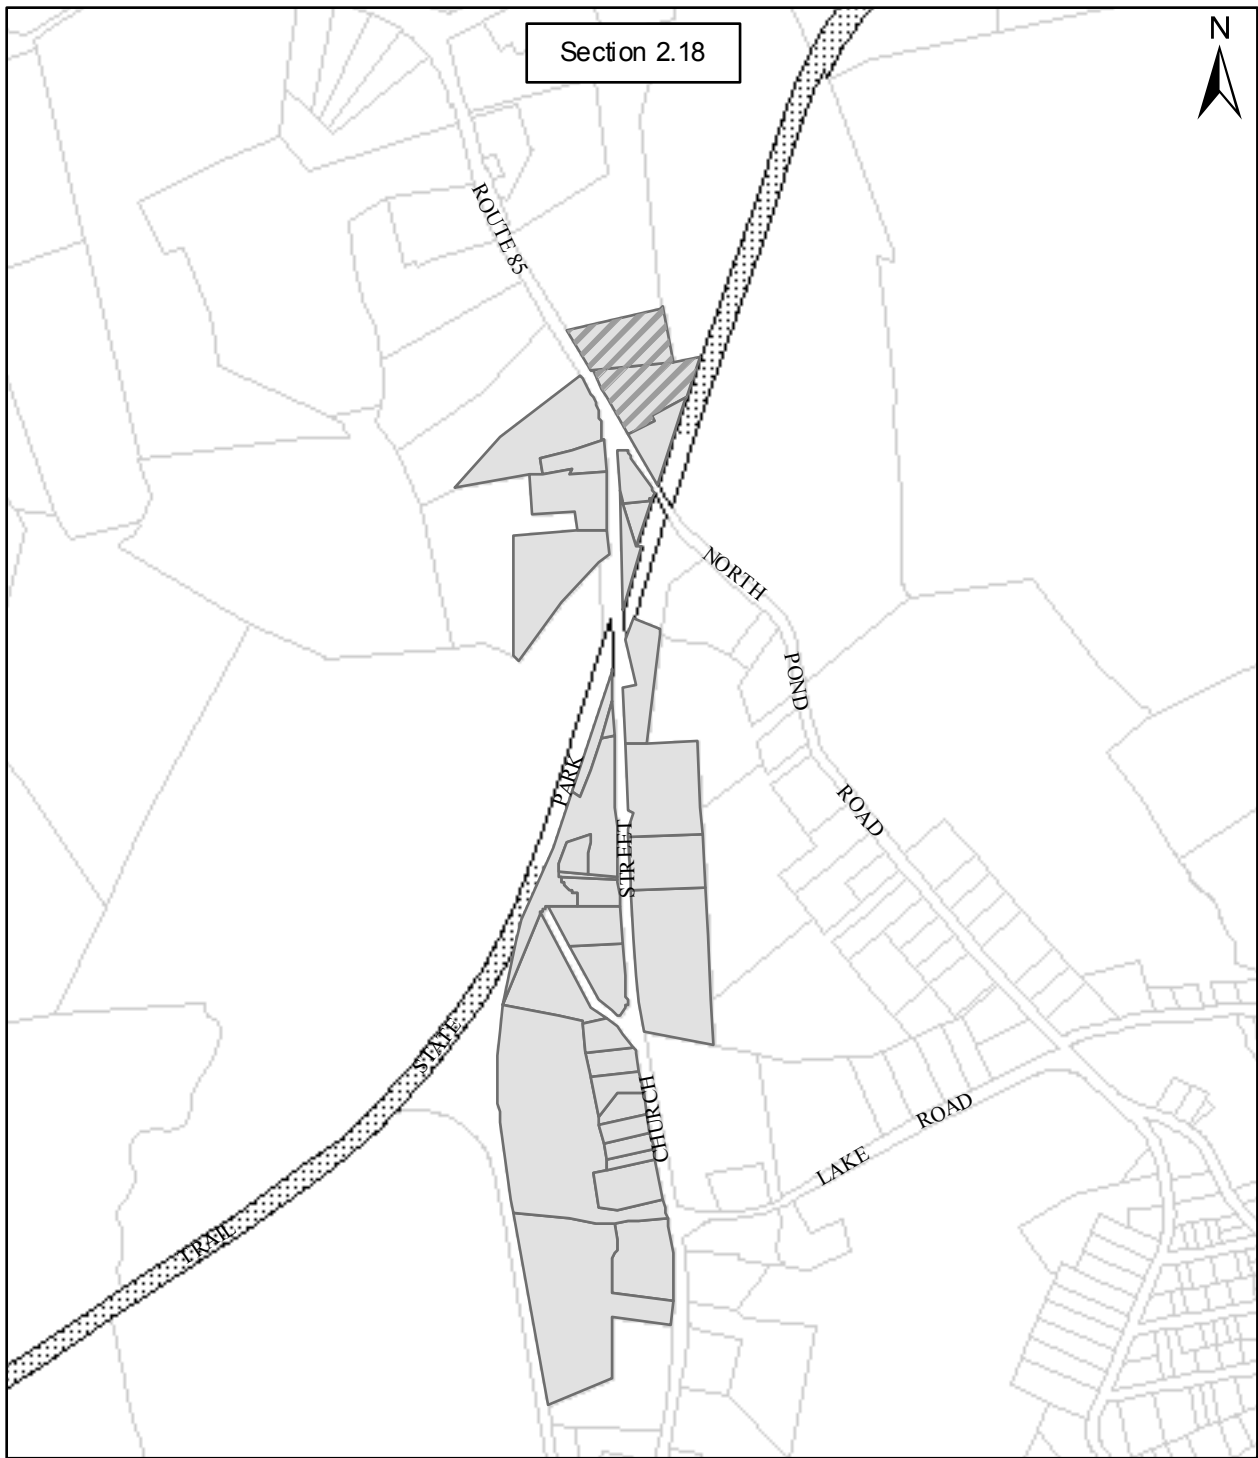 Section 2.18
N
ROUTE 85
NORTH
POND
ROAD
PARK
STREET
STATE
CHURCH
LAKE
ROAD
TRAIL